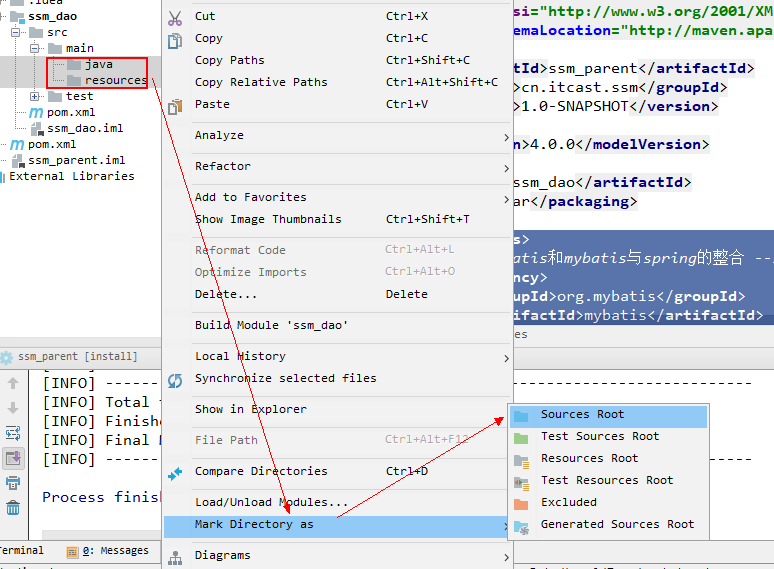 .idea
ssm_dao
src
main
java
resources
test
pom.xml
ssm_dao.iml
pom.xml
ssm_parent.iml
External Libraries
Cut Ctrl+X
Copy Ctrl+C
Copy Paths Ctrl+Shift+C
Copy Relative Paths Ctrl+Alt+Shift+C
Paste Ctrl+V
Analyze
Refactor
Add to Favorites
Show Image Thumbnails Ctrl+Shift+T
Reformat Code Ctrl+Alt+L
Optimize Imports Ctrl+Alt+O
Delete... Delete
Build Module 'ssm_dao'
Local History
Synchronize selected files
Show in Explorer
File Path Ctrl+Alt+F12
Compare Directories Ctrl+D
Load/Unload Modules...
Mark Directory as
Diagrams
si="http://www.w3.org/2001/XM
emaLocation="http://maven.apa
tId>ssm_parent</artifactId>
>cn.itcast.ssm</groupId>
>1.0-SNAPSHOT</version>
n>4.0.0</modelVersion>
ssm_dao</artifactId>
ar</packaging>
s>
atis和mybatis与spring的整合 --
ncy>
upId>org.mybatis</groupId>
ifactId>mybatis</artifactId>
es
ssm_parent [install]
[INFO] ------
[INFO] Total
[INFO] Finishe
[INFO] Final
[INFO] ------
Process finish
Sources Root
Test Sources Root
Resources Root
Test Resources Root
Excluded
Generated Sources Root
Terminal
0: Messages